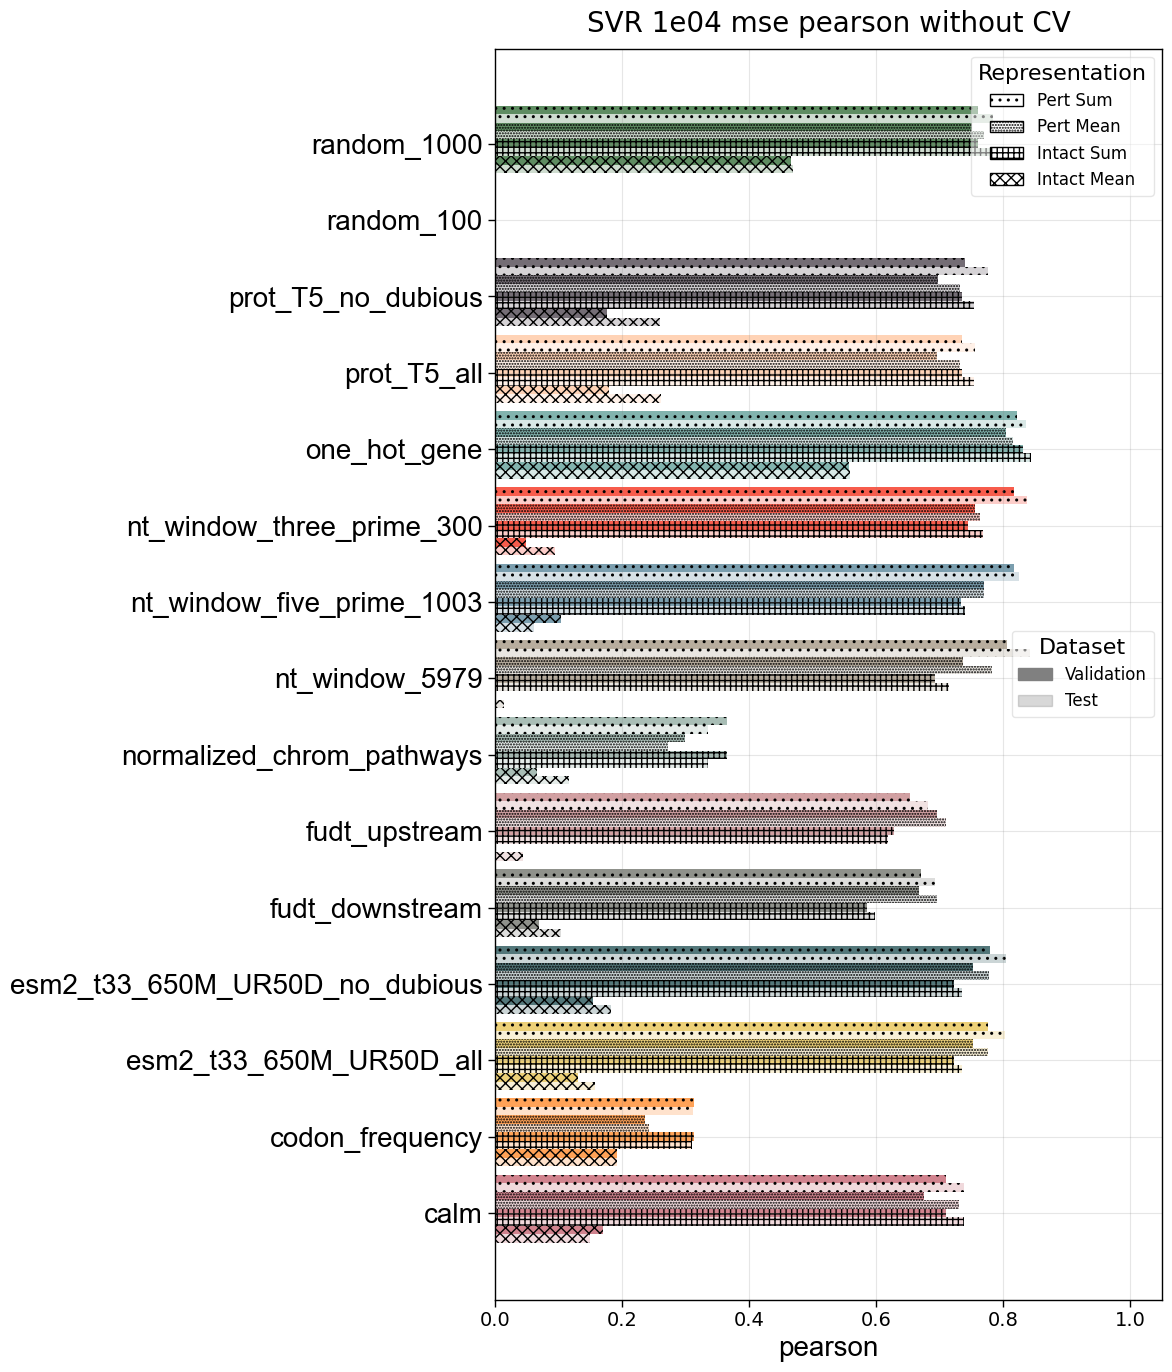 SVR 1e04 mse pearson without CV
Representation
Pert Sum
Pert Mean
Intact Sum
Intact Mean
random_1000
random_100
prot_T5_no_dubious
prot_T5_all
one_hot_gene
nt_window_three_prime_300
nt_window_five_prime_1003
nt_window_5979
Dataset
Validation
Test
normalized_chrom_pathways
fudt_upstream
fudt_downstream
esm2_t33_650M_UR50D_no_dubious
esm2_t33_650M_UR50D_all
codon_frequency
calm
0.0 0.2 0.4 0.6 0.8 1.0
pearson